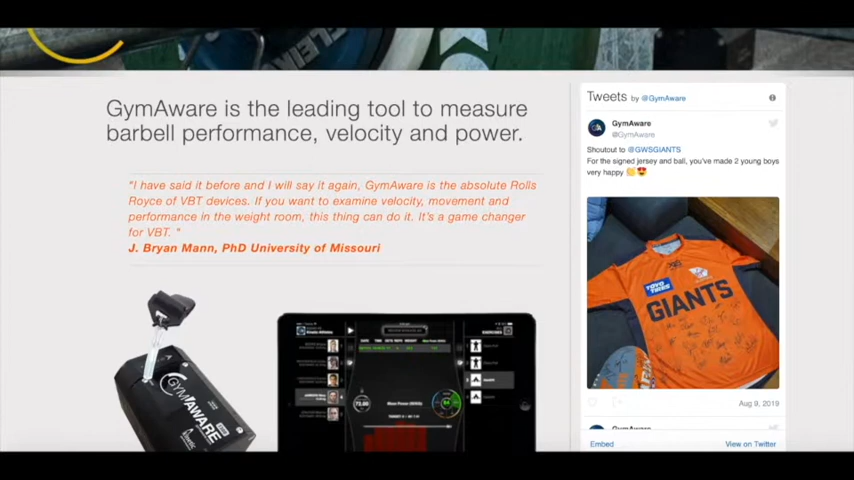 GymAware is the leading tool to measure
barbell performance, velocity and power.
"I have said it before and I will say it again, GymAware is the absolute Rolls
Royce of VBT devices. If you want to examine velocity, movement and
performance in the weight room, this thing can do it. It's a game changer
for VBT. "
J. Bryan Mann, PhD University of Missouri
GYMAWARE
Tweets by @GymAware
GymAware
@GymAware
Shoutout to @GWSGIANTS
For the signed jersey and ball, you've made 2 young boys
very happy 👏😍
TOYO
TIRES
GIANTS
Aug 9, 2019
GymAware
Embed
View on Twitter